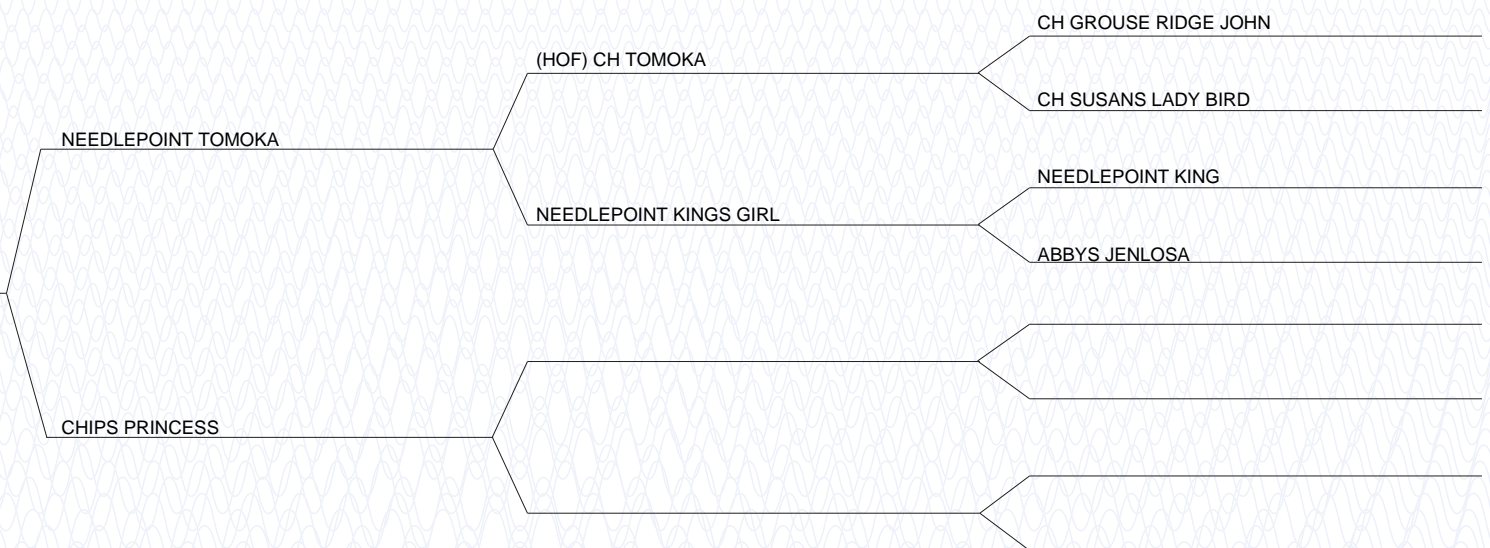 CH GROUSE RIDGE JOHN
(HOF) CH TOMOKA
CH SUSANS LADY BIRD
NEEDLEPOINT TOMOKA
NEEDLEPOINT KING
NEEDLEPOINT KINGS GIRL
ABBYS JENLOSA
CHIPS PRINCESS